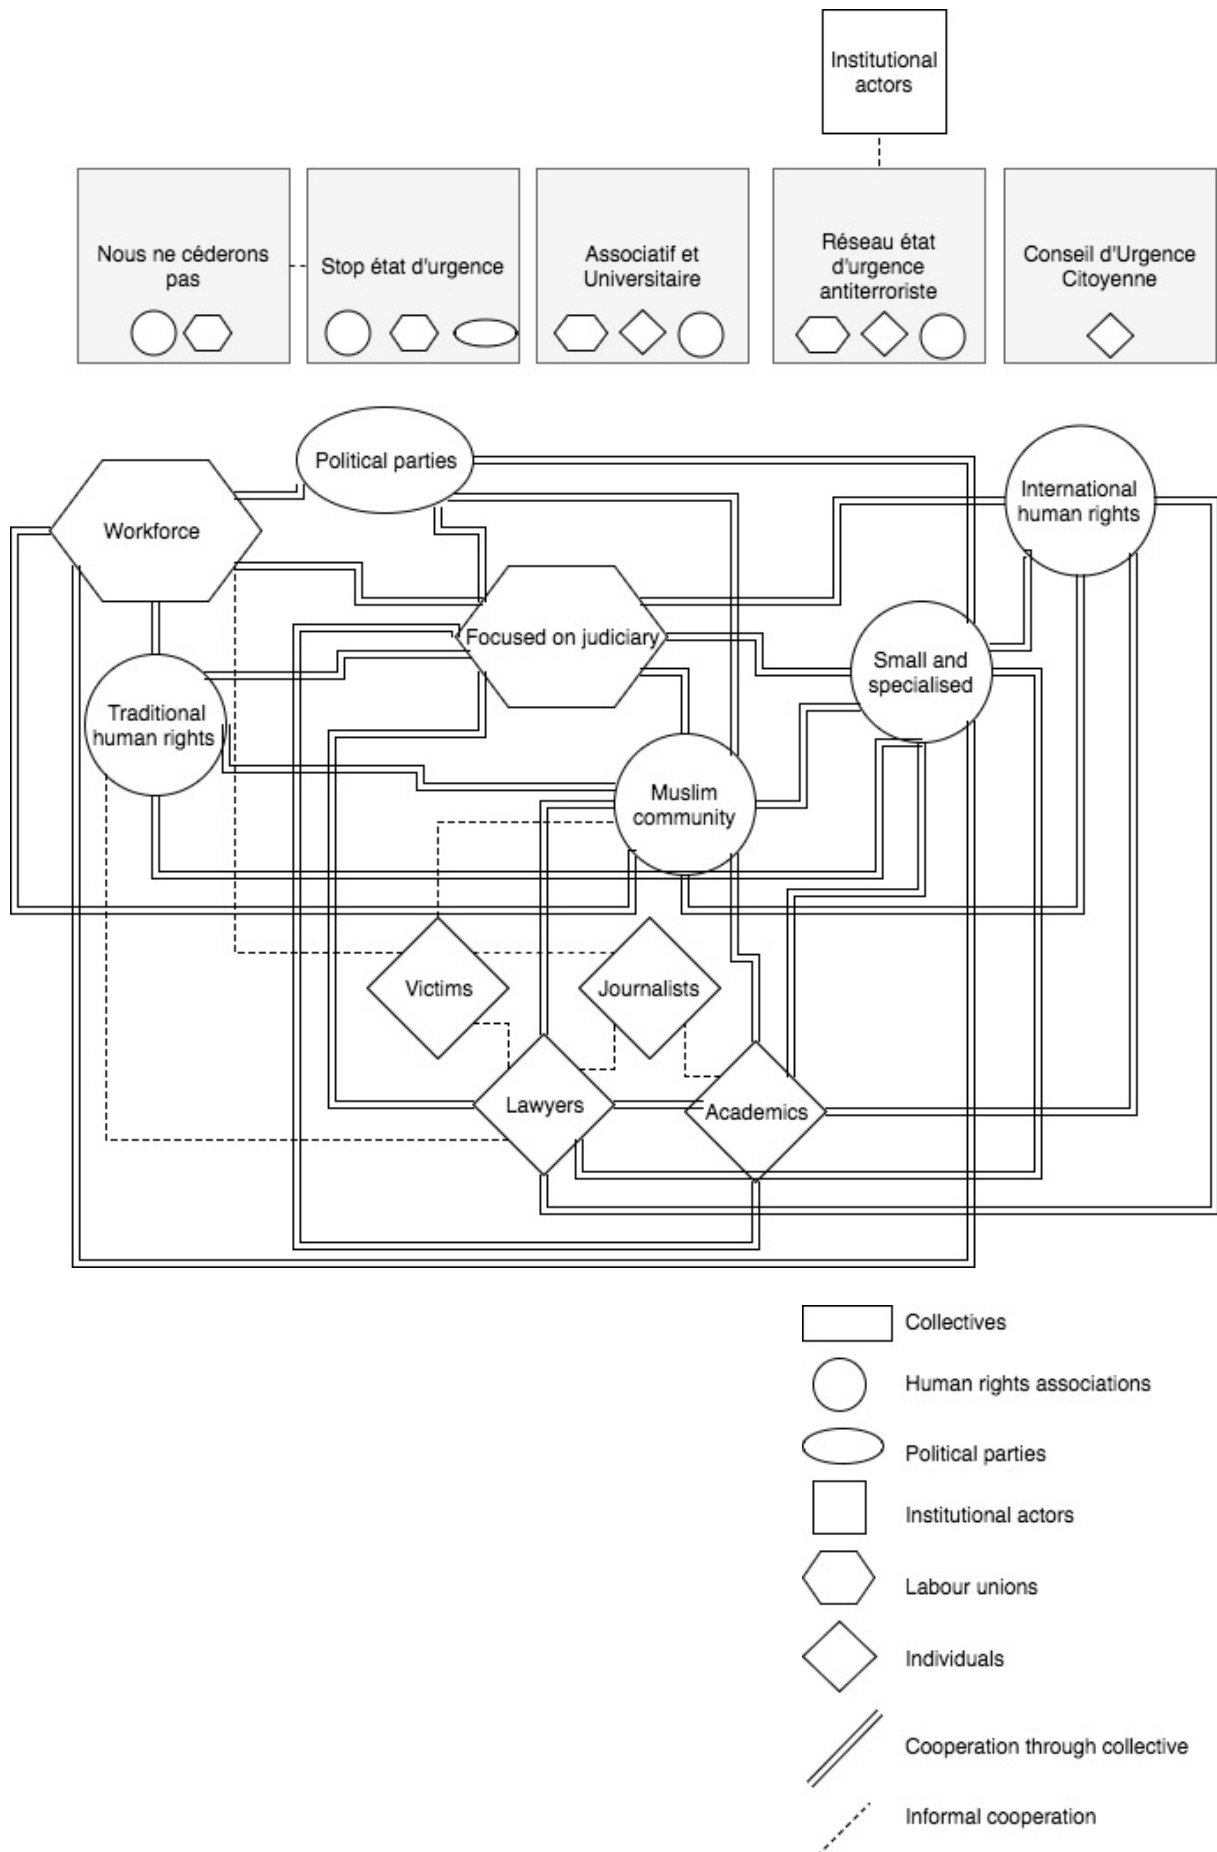 Institutional
actors
Nous ne céderons
pas
Stop état d'urgence
Associatif et
Universitaire
Réseau état
d'urgence
antiterroriste
Conseil d'Urgence
Citoyenne
Political parties
Workforce
International
human rights
Focused on judiciary
Small and
specialised
Traditional
human rights
Muslim
community
Victims
Journalists
Lawyers
Academics
Collectives
Human rights associations
Political parties
Institutional actors
Labour unions
Individuals
Cooperation through collective
Informal cooperation